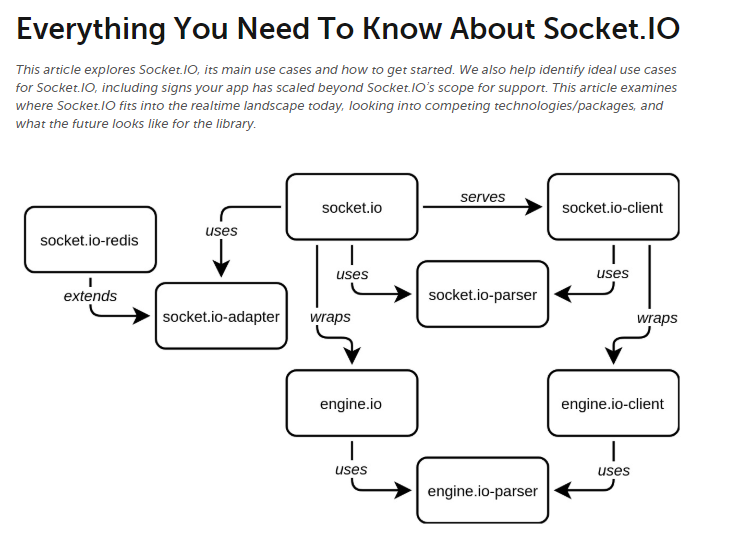 Everything You Need To Know About Socket.IO
This article explores Socket.IO, its main use cases and how to get started. We also help identify ideal use cases
for Socket.IO, including signs your app has scaled beyond Socket.IO's scope for support. This article examines
where Socket.IO fits into the realtime landscape today, looking into competing technologies/packages, and
what the future looks like for the library.
socket.io
serves
socket.io-client
socket.io-redis
uses
extends
socket.io-adapter
uses
socket.io-parser
uses
wraps
wraps
engine.io
engine.io-client
uses
engine.io-parser
uses